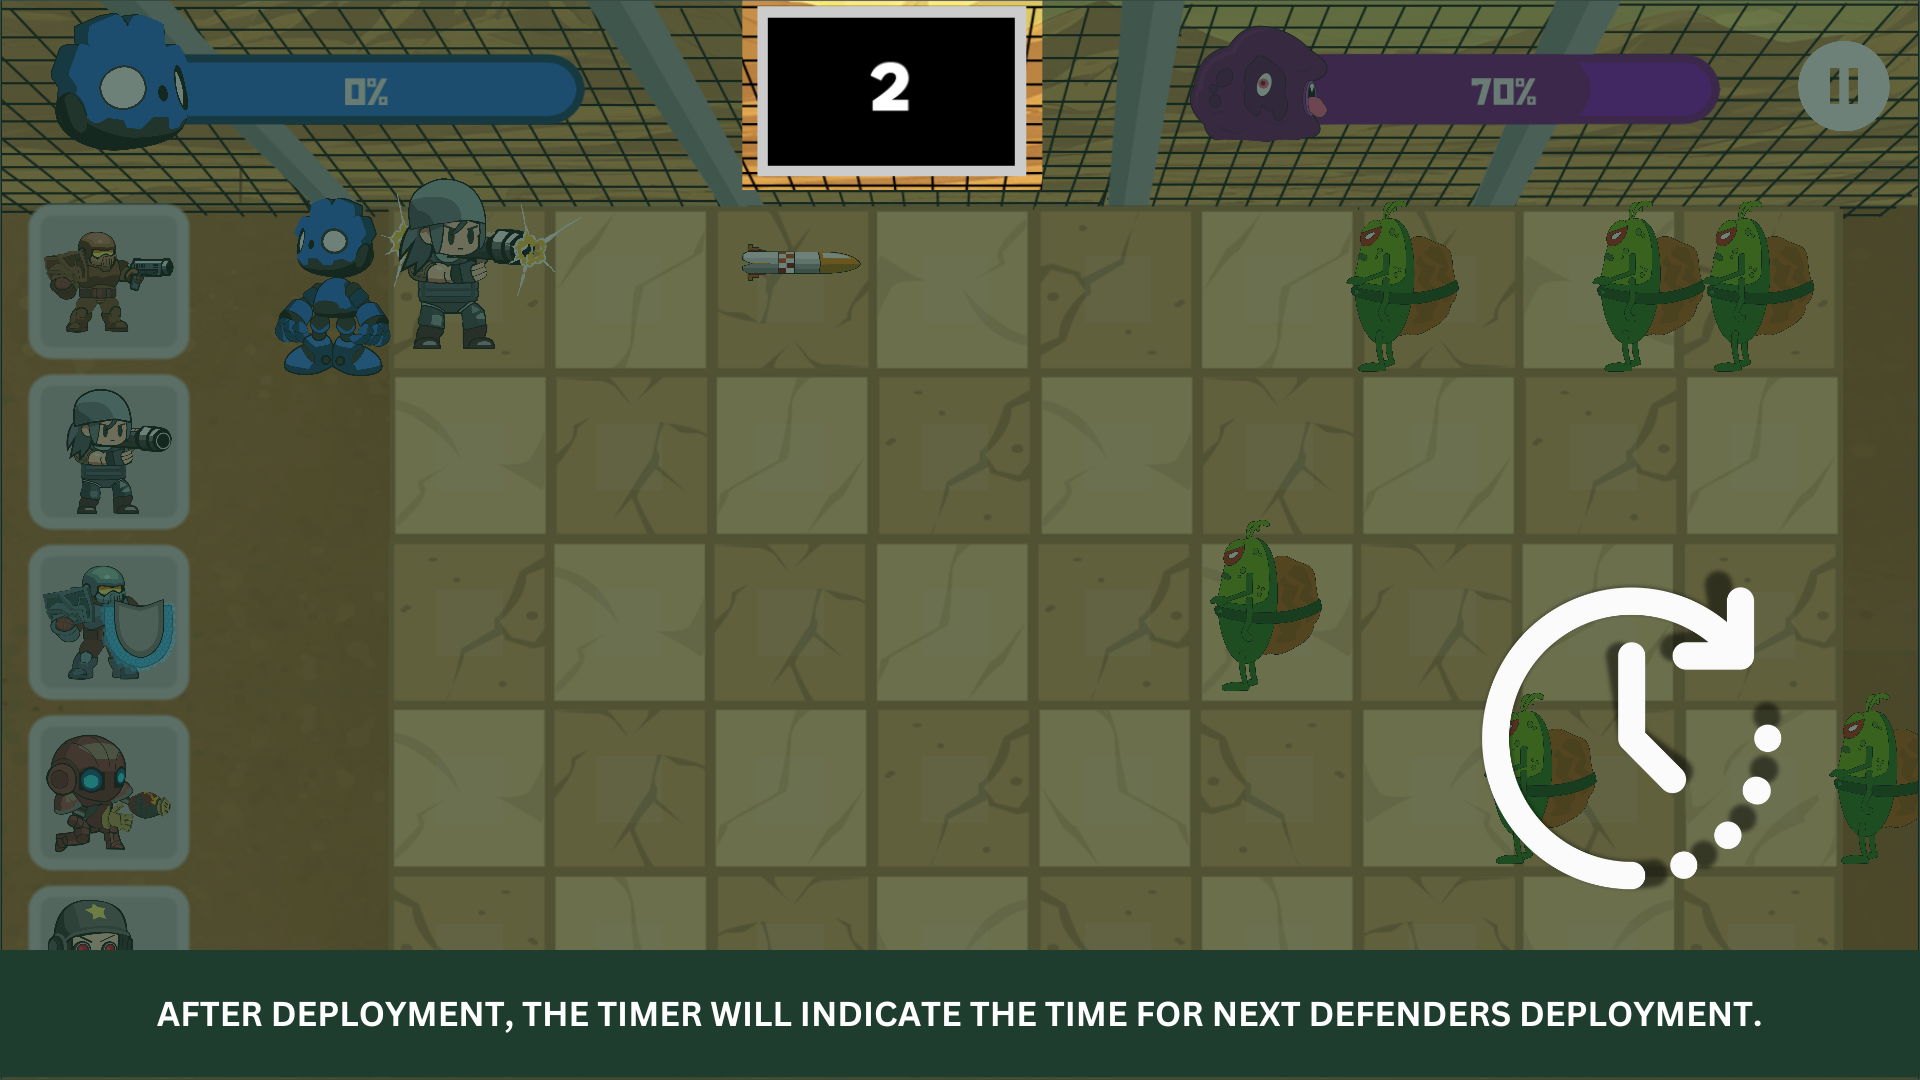 0%
2
70%
AFTER DEPLOYMENT, THE TIMER WILL INDICATE THE TIME FOR NEXT DEFENDERS DEPLOYMENT.